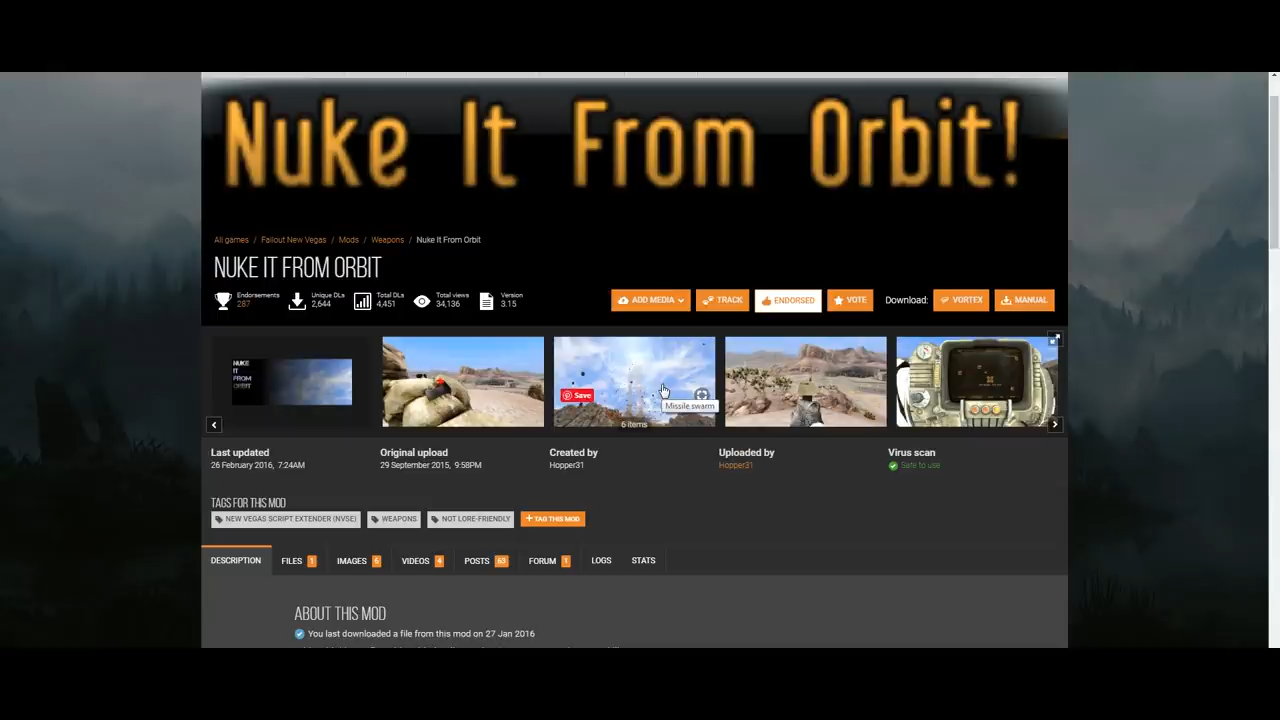 Nuke It From Orbit!
All games / Fallout New Vegas / Mods / Weapons / Nuke It From Orbit
NUKE IT FROM ORBIT
Endorsements 287
Unique DLs 2,644
Total DLs 4,451
Total views 34,136
Version 3.15
ADD MEDIA
TRACK
ENDORSED
VOTE
Download:
VORTEX
MANUAL
NUKE
IT
FROM
ORBIT
Save
Missile swarm
6 items
Last updated
26 February 2016, 7:24AM
Original upload
29 September 2015, 9:58PM
Created by
Hopper31
Uploaded by
Hopper31
Virus scan
Safe to use
TAGS FOR THIS MOD
NEW VEGAS SCRIPT EXTENDER (NVSE)
WEAPONS
NOT LORE-FRIENDLY
+ TAG THIS MOD
DESCRIPTION
FILES 1
IMAGES 6
VIDEOS 4
POSTS 63
FORUM 1
LOGS
STATS
ABOUT THIS MOD
You last downloaded a file from this mod on 27 Jan 2016